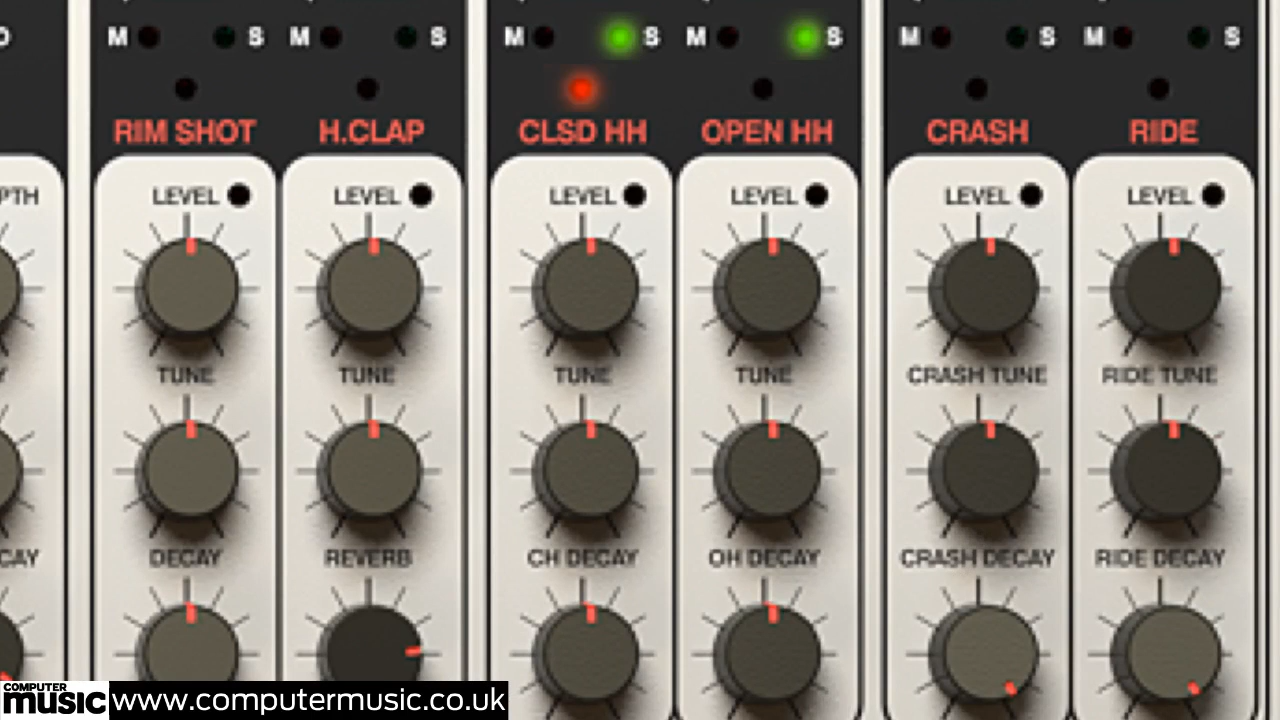 M S M S M S M S M S M S
RIM SHOT H.CLAP CLSD HH OPEN HH CRASH RIDE
PTH LEVEL LEVEL LEVEL LEVEL LEVEL LEVEL
TUNE TUNE TUNE TUNE CRASH TUNE RIDE TUNE
CAY DECAY REVERB CH DECAY OH DECAY CRASH DECAY RIDE DECAY
COMPUTER
music www.computermusic.co.uk